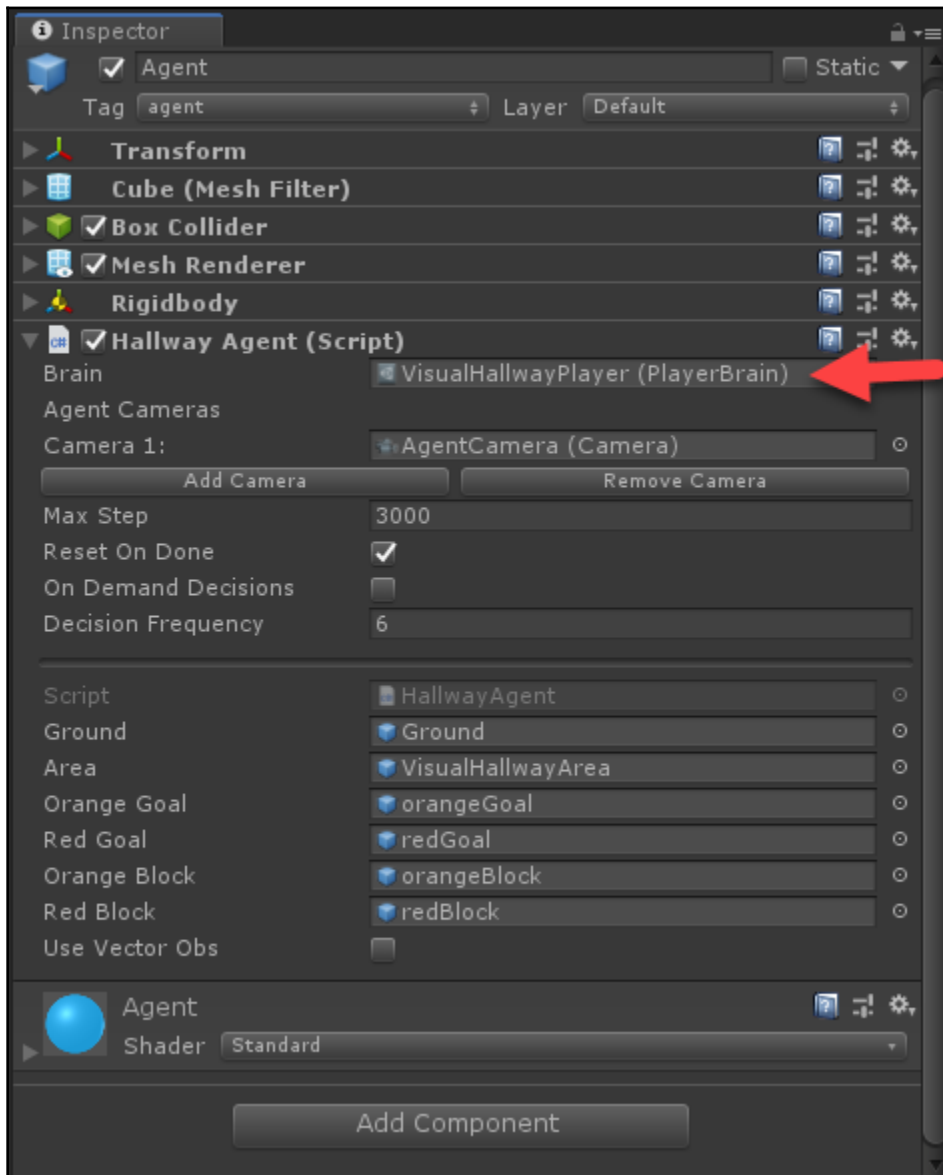 Inspector
Agent Static
Tag agent Layer Default
Transform
Cube (Mesh Filter)
Box Collider
Mesh Renderer
Rigidbody
C# Hallway Agent (Script)
Brain VisualHallwayPlayer (PlayerBrain)
Agent Cameras
Camera 1: AgentCamera (Camera)
Add Camera Remove Camera
Max Step 3000
Reset On Done
On Demand Decisions
Decision Frequency 6
Script HallwayAgent
Ground Ground
Area VisualHallwayArea
Orange Goal orangeGoal
Red Goal redGoal
Orange Block orangeBlock
Red Block redBlock
Use Vector Obs
Agent
Shader Standard
Add Component